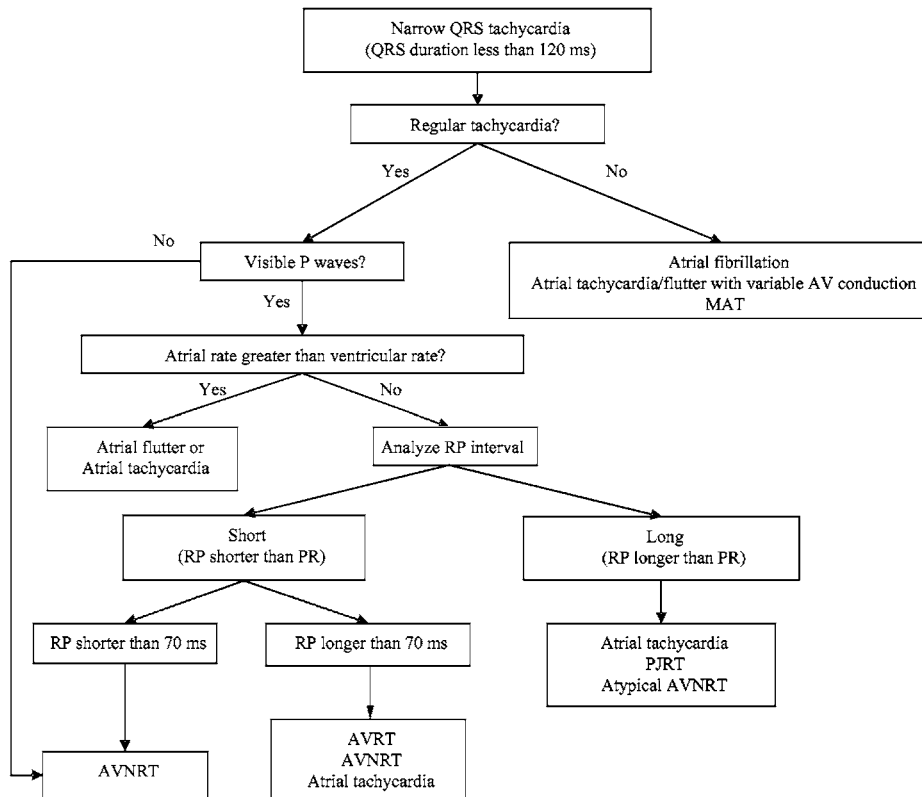 Narrow QRS tachycardia
(QRS duration less than 120 ms)
Regular tachycardia?
Yes
No
No
Visible P waves?
Atrial fibrillation
Atrial tachycardia/flutter with variable AV conduction
MAT
Yes
Atrial rate greater than ventricular rate?
Yes
No
Atrial flutter or
Atrial tachycardia
Analyze RP interval
Short
(RP shorter than PR)
Long
(RP longer than PR)
RP shorter than 70 ms
RP longer than 70 ms
Atrial tachycardia
PJRT
Atypical AVNRT
AVNRT
AVRT
AVNRT
Atrial tachycardia